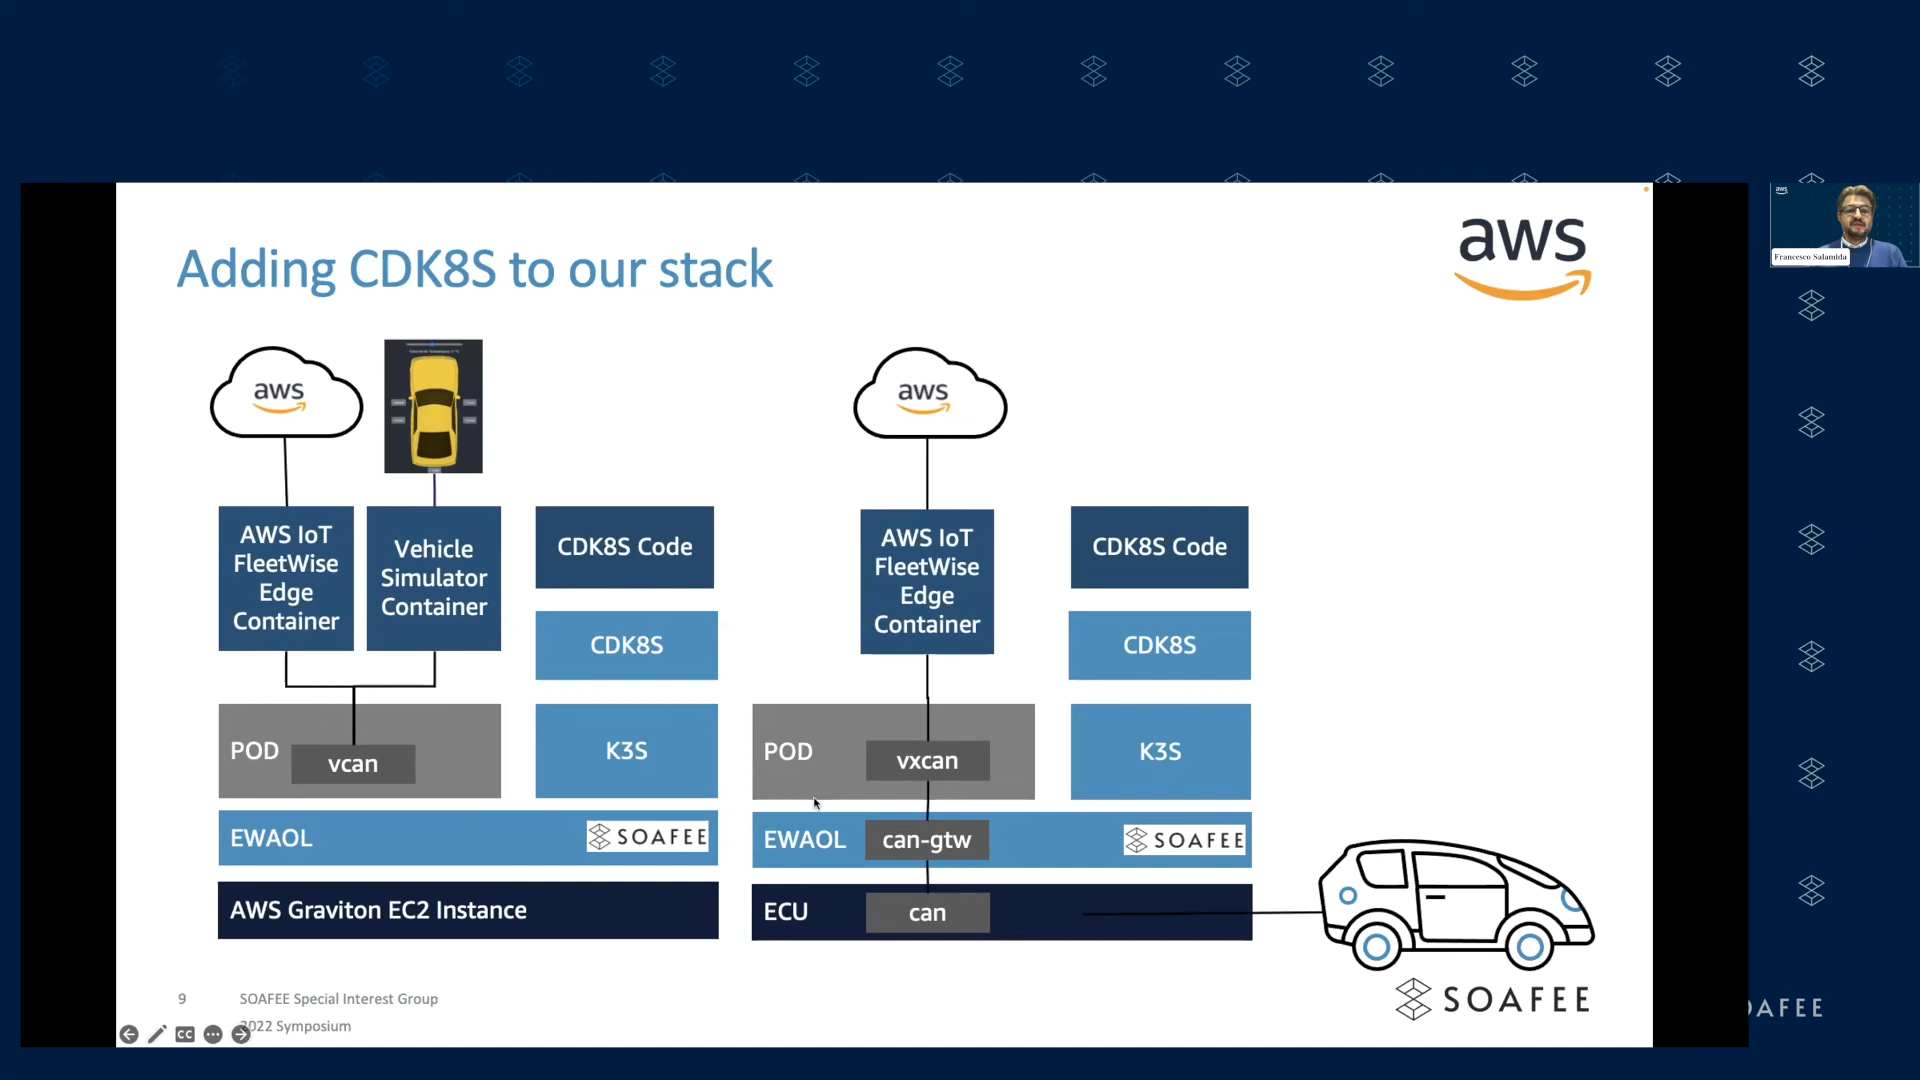 Adding CDK8S to our stack
aws
aws
Francesco Salamida
aws
aws
AWS IoT
FleetWise
Edge
Container
Vehicle
Simulator
Container
CDK8S Code
CDK8S
POD
vcan
K3S
EWAOL
SOAFEE
AWS Graviton EC2 Instance
AWS IoT
FleetWise
Edge
Container
CDK8S Code
CDK8S
POD
vxcan
K3S
EWAOL
can-gtw
SOAFEE
ECU
can
SOAFEE
9
SOAFEE Special Interest Group
2022 Symposium
CC
AFEE